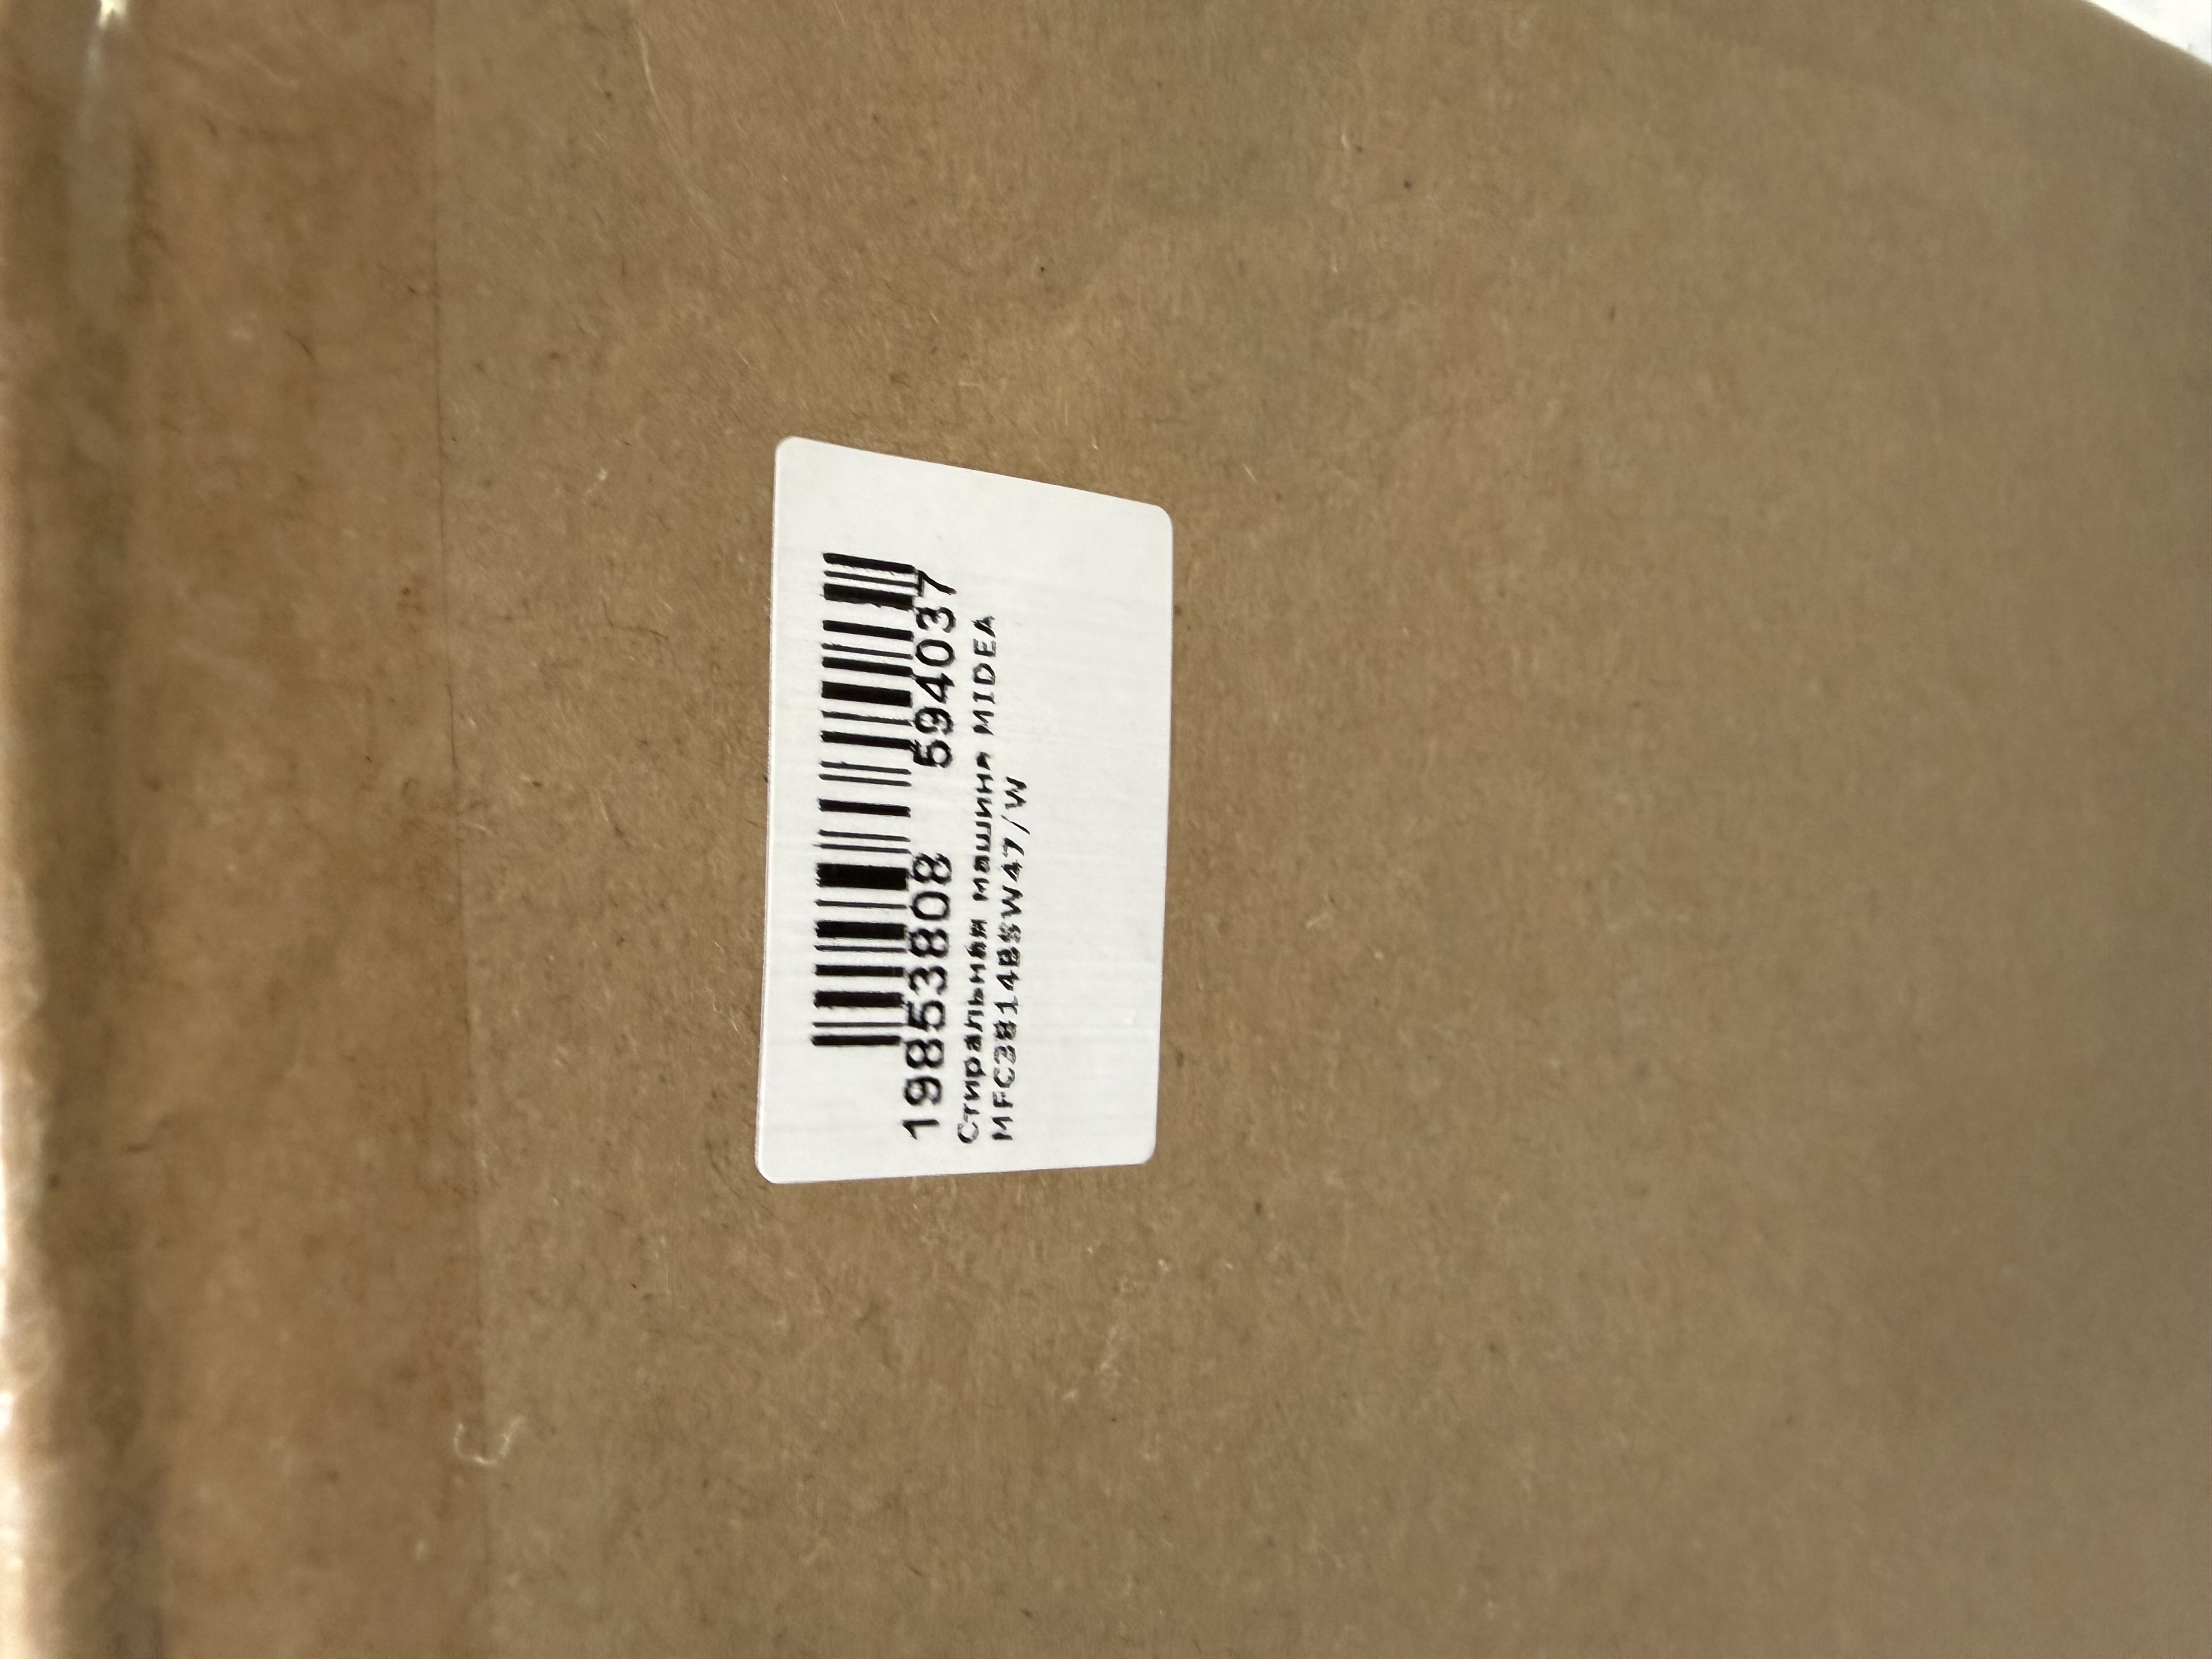 19853808 594037
Стиральная машина MIDEA
MFC3814BSW47/W